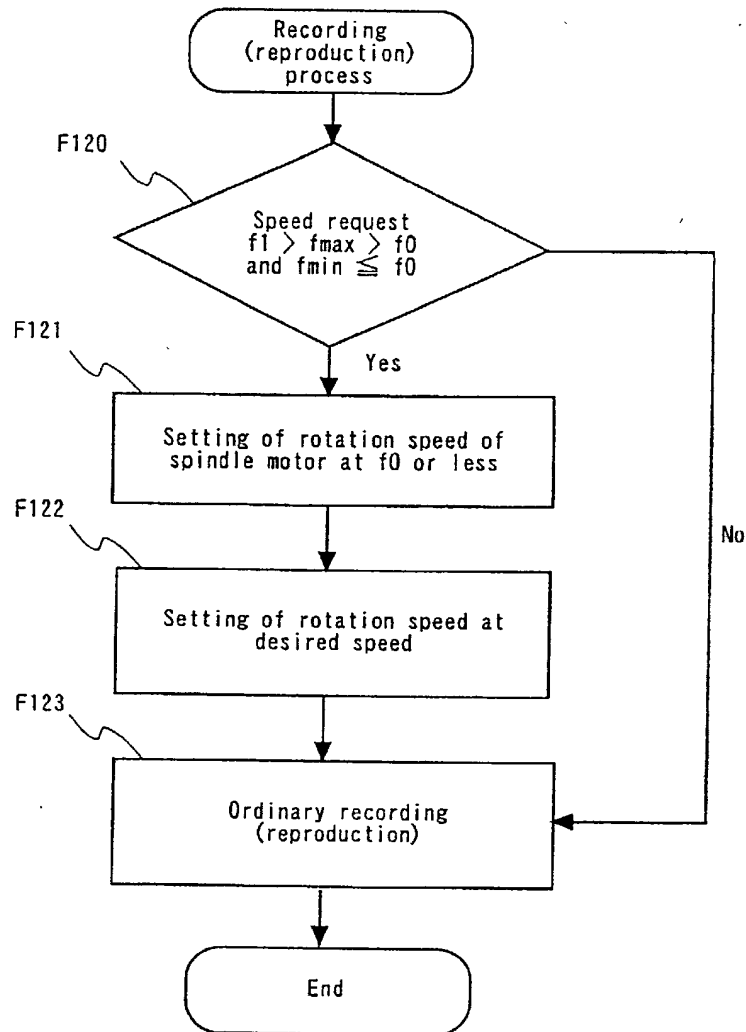 Recording
(reproduction)
process
F120
Speed request
f1 > fmax > f0
and fmin ≦ f0
F121
Yes
Setting of rotation speed of
spindle motor at f0 or less
F122
No
Setting of rotation speed at
desired speed
F123
Ordinary recording
(reproduction)
End